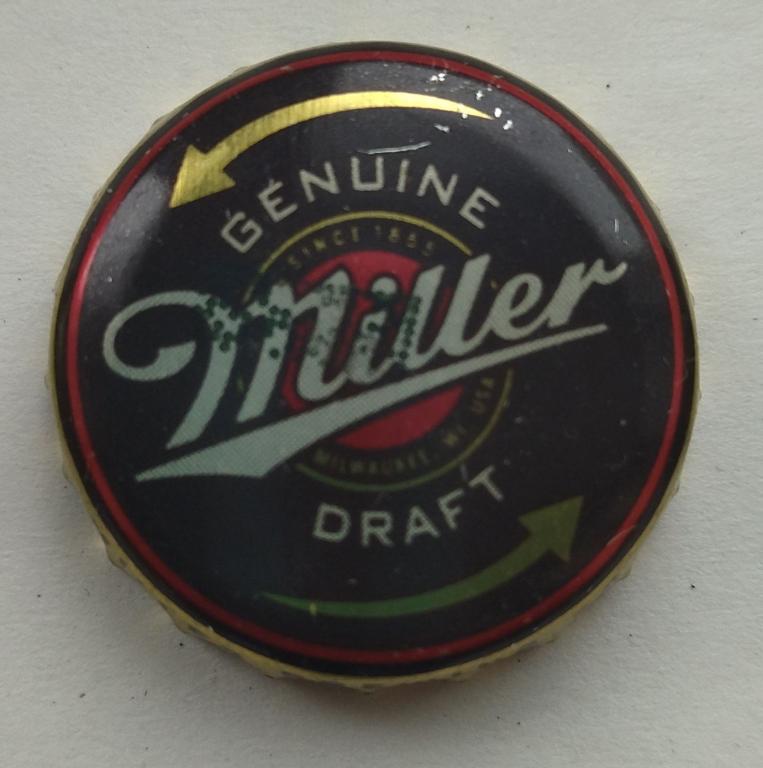 GENUINE
SINCE 1855
Miller
MILWAUKEE, WI USA
DRAFT